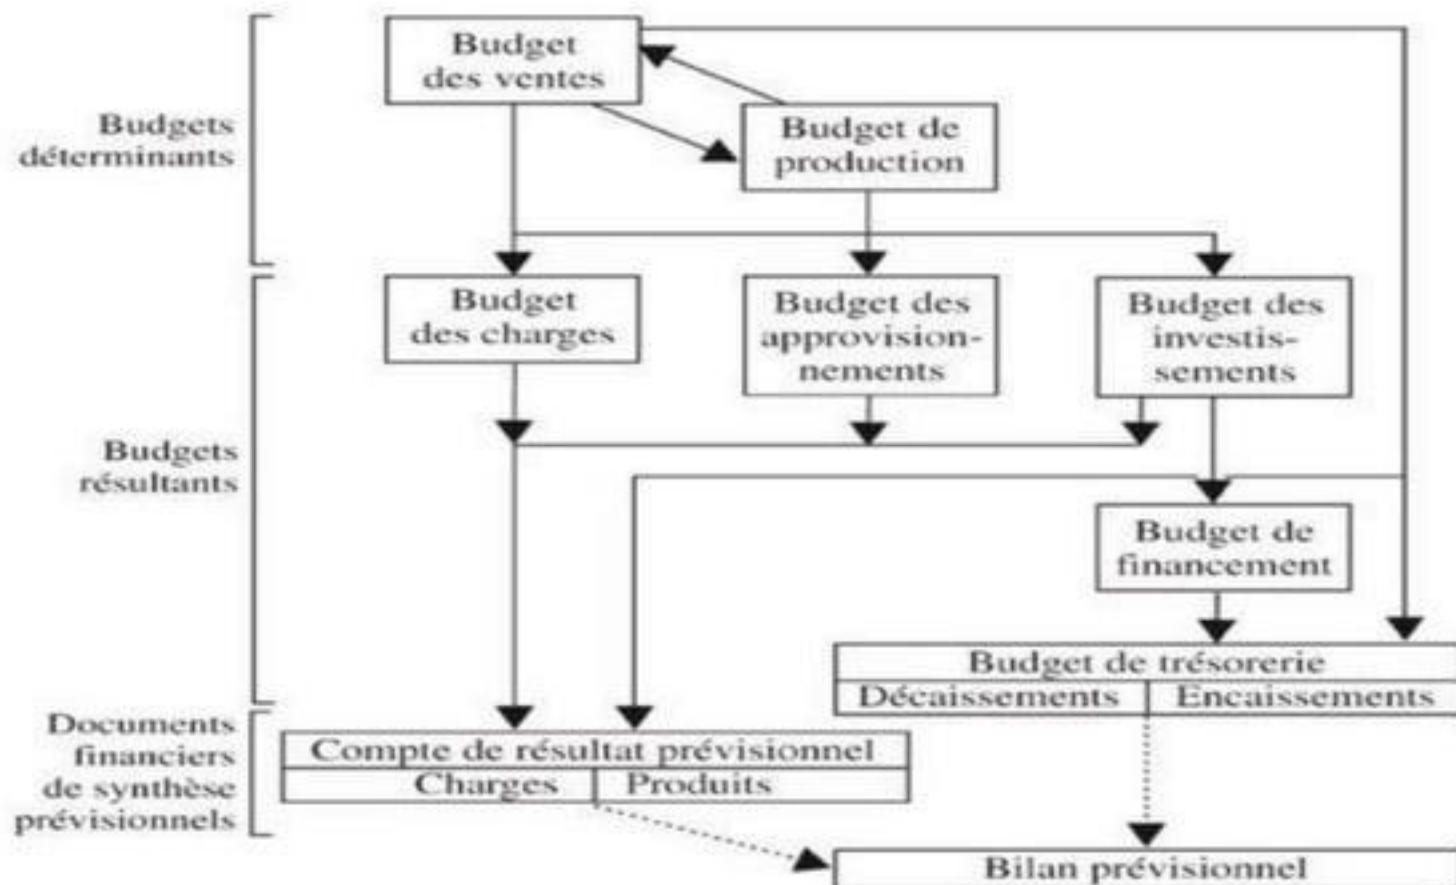 Budgets
déterminants
Budget
des ventes
Budget de
production
Budgets
résultants
Budget
des charges
Budget des
approvision-
nements
Budget des
investis-
sements
Budget de
financement
Budget de trésorerie
Décaissements
Encaissements
Documents
financiers
de synthèse
prévisionnels
Compte de résultat prévisionnel
Charges
Produits
Bilan prévisionnel